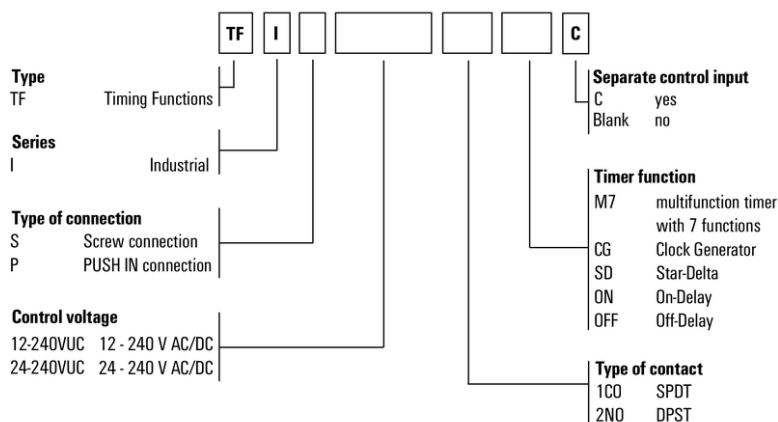 TF I C
Type
TF Timing Functions
Series
I Industrial
Type of connection
S Screw connection
P PUSH IN connection
Control voltage
12-240VUC 12 - 240 V AC/DC
24-240VUC 24 - 240 V AC/DC
Separate control input
C yes
Blank no
Timer function
M7 multifunction timer
with 7 functions
CG Clock Generator
SD Star-Delta
ON On-Delay
OFF Off-Delay
Type of contact
1CO SPDT
2NO DPST